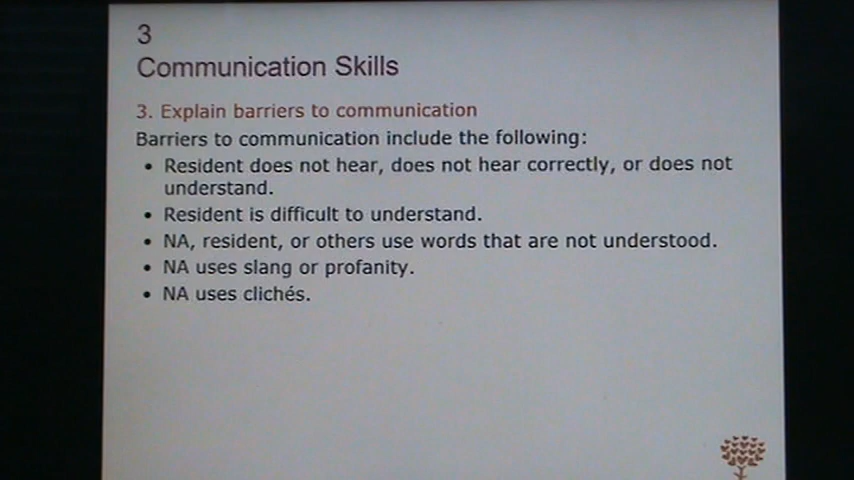 3
Communication Skills
3. Explain barriers to communication
Barriers to communication include the following:
• Resident does not hear, does not hear correctly, or does not
understand.
• Resident is difficult to understand.
• NA, resident, or others use words that are not understood.
• NA uses slang or profanity.
• NA uses clichés.